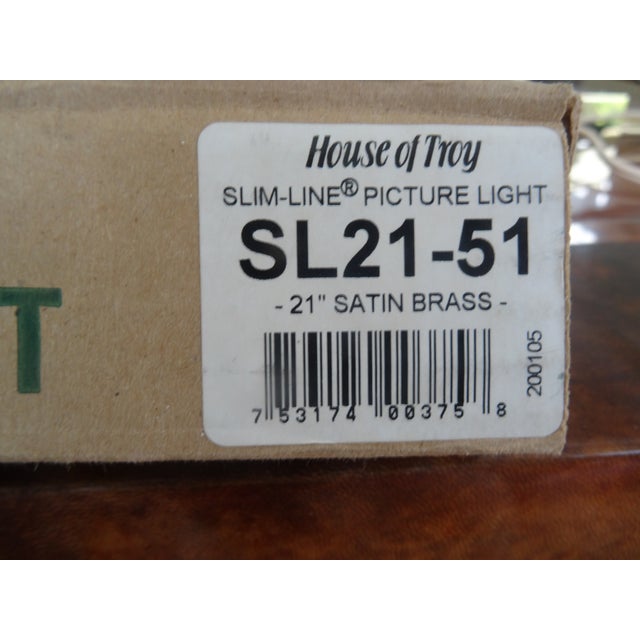 House of Troy
SLIM-LINE® PICTURE LIGHT
SL21-51
- 21" SATIN BRASS -
7 53174 00375 8
200105
T